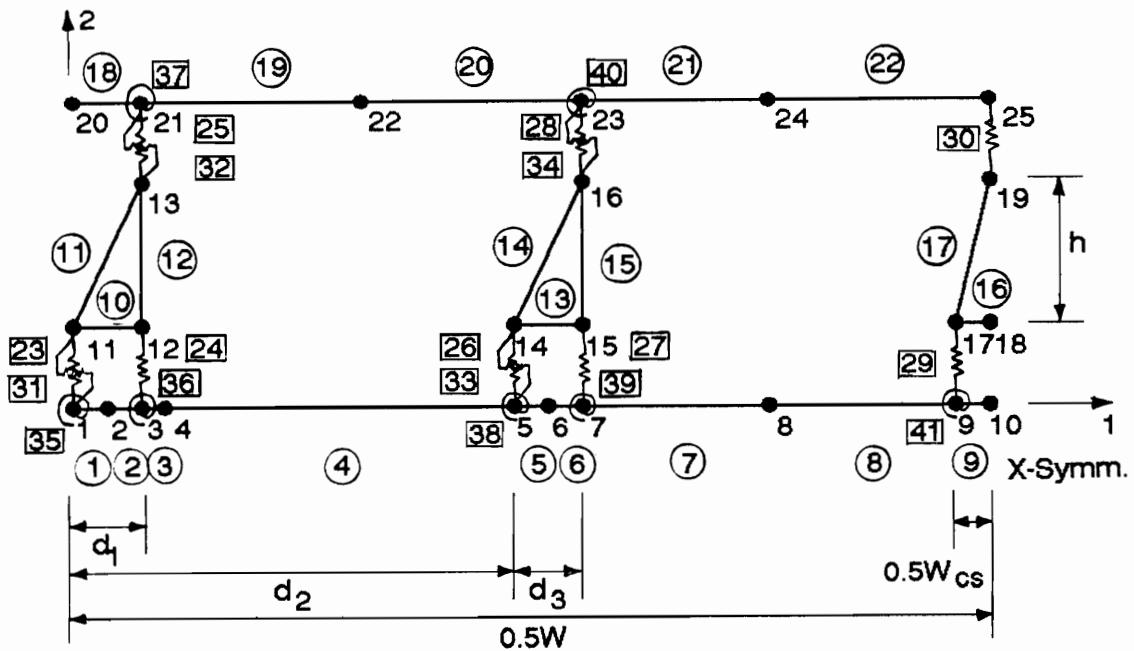 2
18 37 19 20 40 21 22
20 21 25 22 28 23 24 30 25
32 34
13 16 19
11 12 14 15 17 h
10 13 16
23 11 12 24 26 14 15 27 17 18
31 36 33 39 29
35 1 2 3 4 38 5 6 7 8 41 9 10 1
1 2 3 4 5 6 7 8 9 X-Symm.
d1
d2 d3 0.5Wcs
0.5W